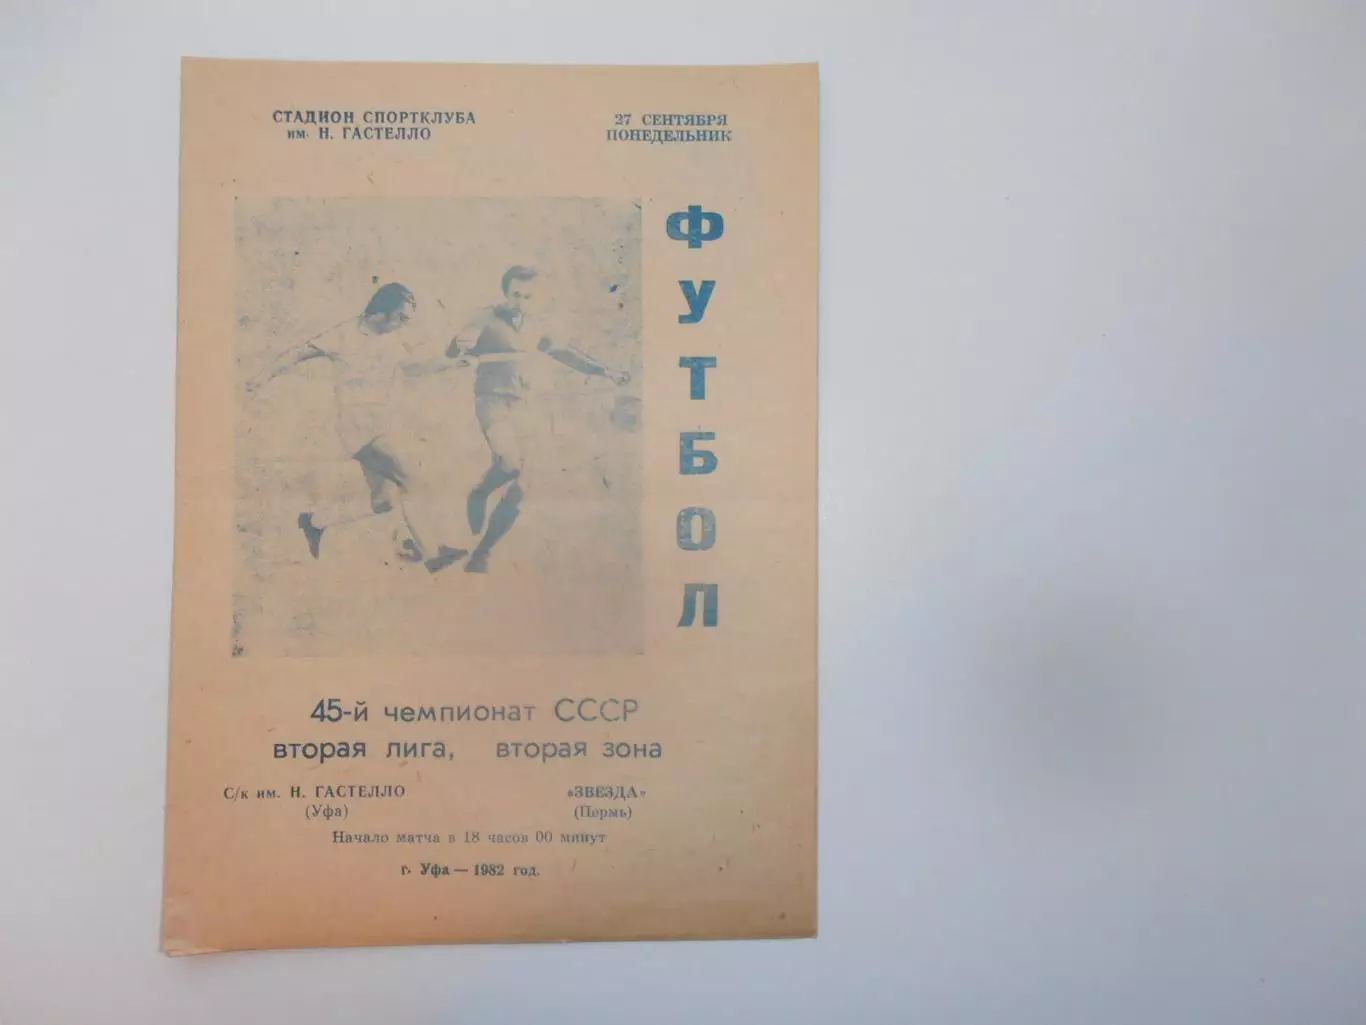 СТАДИОН СПОРТКЛУБА
им. Н. ГАСТЕЛЛО
27 СЕНТЯБРЯ
ПОНЕДЕЛЬНИК
ФУТБОЛ
45-й чемпионат СССР
вторая лига, вторая зона
С/к им. Н. ГАСТЕЛЛО
(Уфа)
«ЗВЕЗДА»
(Пермь)
Начало матча в 18 часов 00 минут
г. Уфа — 1982 год.